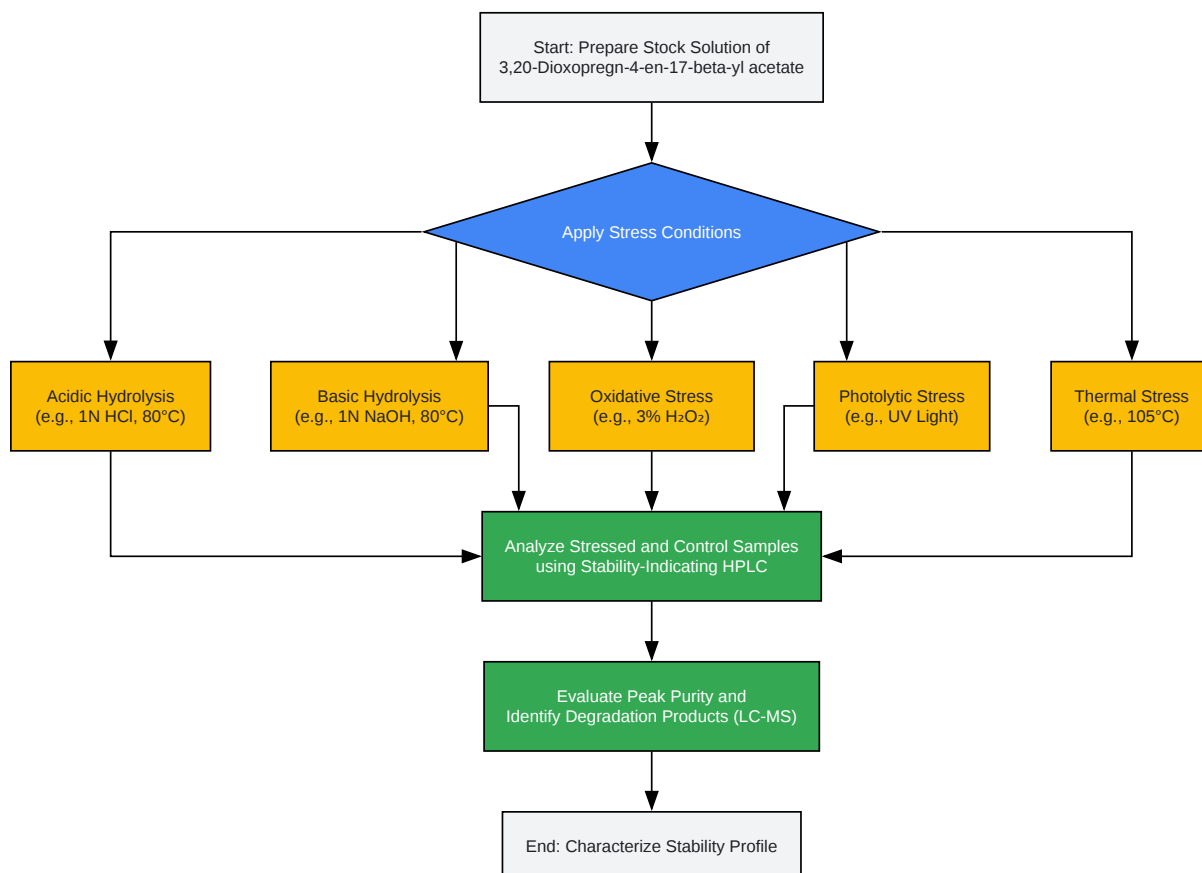 Start: Prepare Stock Solution of
3,20-Dioxopregn-4-en-17-beta-yl acetate
Apply Stress Conditions
Acidic Hydrolysis
(e.g., 1N HCl, 80°C)
Basic Hydrolysis
(e.g., 1N NaOH, 80°C)
Oxidative Stress
(e.g., 3% H₂O₂)
Photolytic Stress
(e.g., UV Light)
Thermal Stress
(e.g., 105°C)
Analyze Stressed and Control Samples
using Stability-Indicating HPLC
Evaluate Peak Purity and
Identify Degradation Products (LC-MS)
End: Characterize Stability Profile